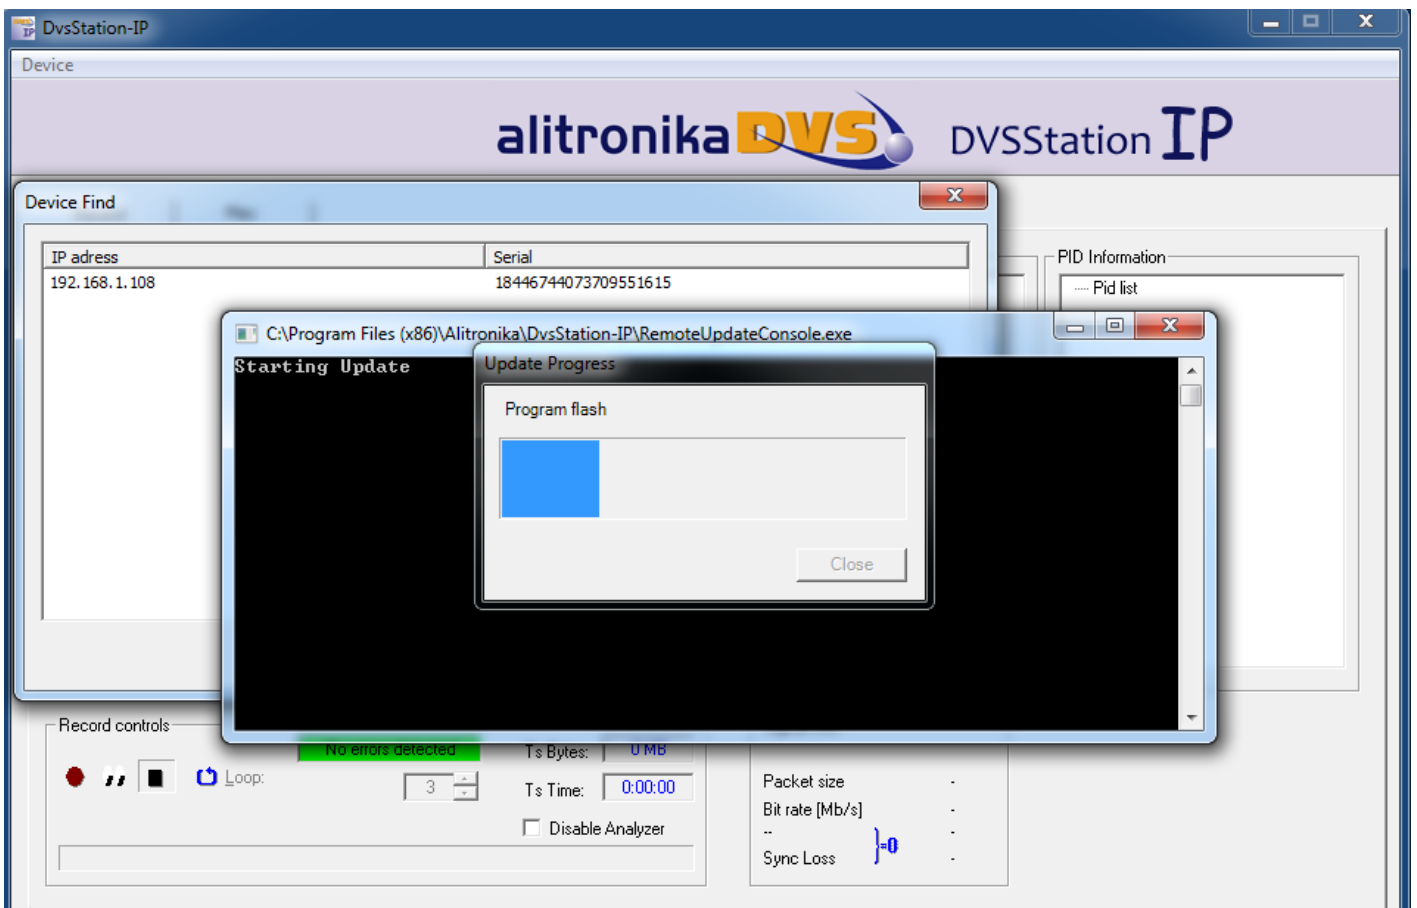 DvsStation-IP
Device
alitronika DVS DVSStation IP
Device Find
IP adress Serial
192.168.1.108 18446744073709551615
PID Information
Pid list
C:\Program Files (x86)\Alitronika\DvsStation-IP\RemoteUpdateConsole.exe
Starting Update
Update Progress
Program flash
Close
Record controls
No errors detected
Ts Bytes: 0 MB
Loop:
3
Ts Time: 0:00:00
Disable Analyzer
Packet size -
Bit rate [Mb/s] -
-- -
}=0
Sync Loss -